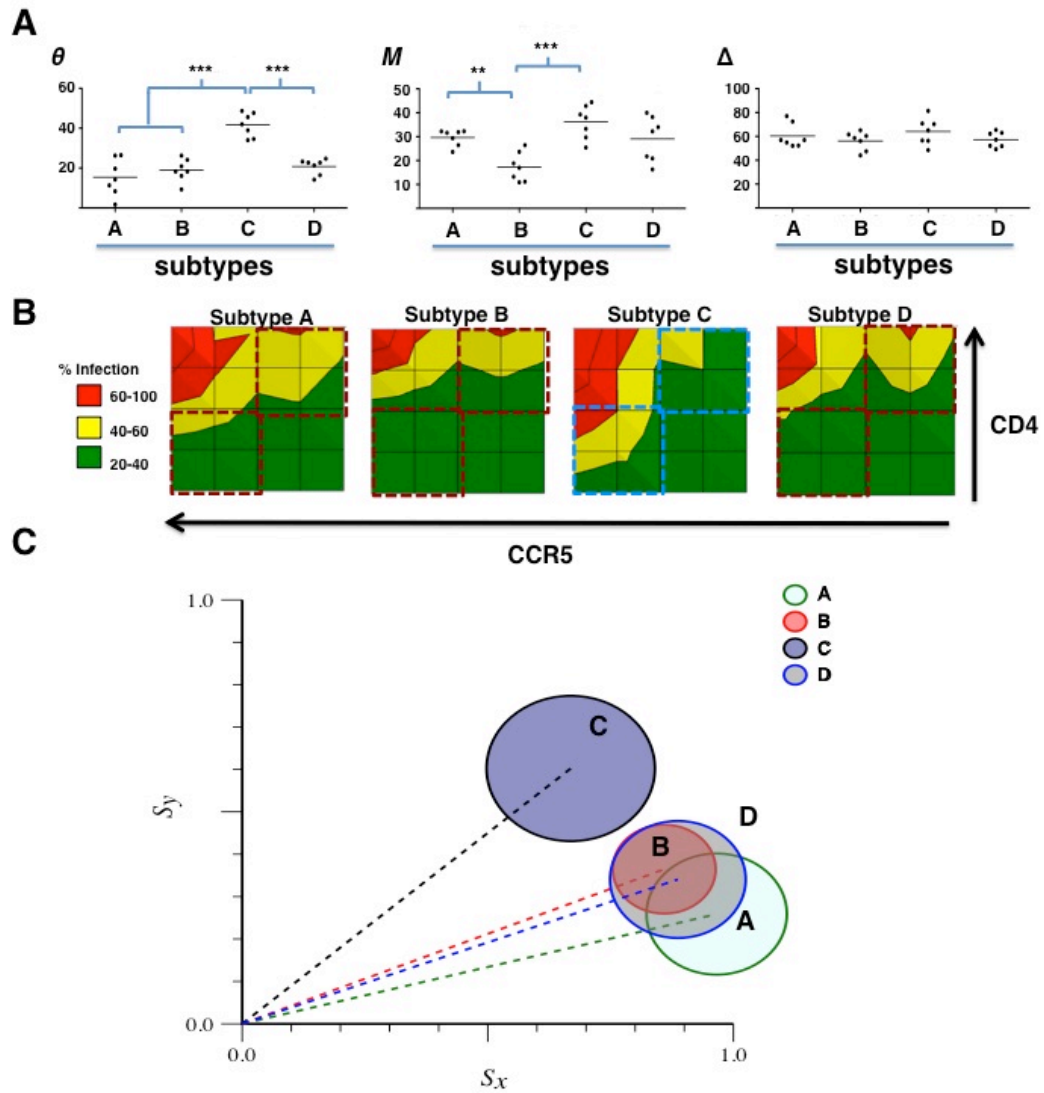 A
θ
M
Δ
*** ***
** ***
60
40
20
50
40
30
20
10
100
80
60
40
20
A B C D
A B C D
A B C D
subtypes
subtypes
subtypes
B
Subtype A
Subtype B
Subtype C
Subtype D
% Infection
60-100
40-60
20-40
CD4
CCR5
C
A
B
C
D
1.0
C
D
B
A
Sy
0.0
0.0
1.0
Sx